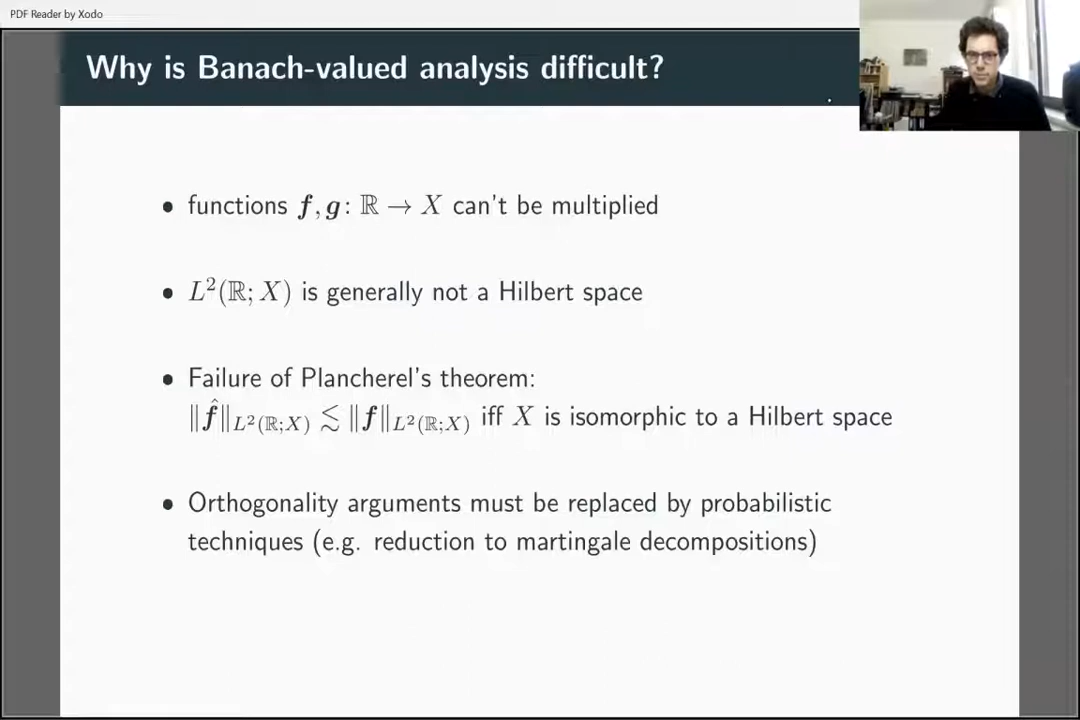 PDF Reader by Xodo
Why is Banach-valued analysis difficult?
• functions f, g: ℝ → X can't be multiplied
• L²(ℝ; X) is generally not a Hilbert space
• Failure of Plancherel's theorem:
‖f̂‖_{L²(ℝ;X)} ≲ ‖f‖_{L²(ℝ;X)} iff X is isomorphic to a Hilbert space
• Orthogonality arguments must be replaced by probabilistic
techniques (e.g. reduction to martingale decompositions)